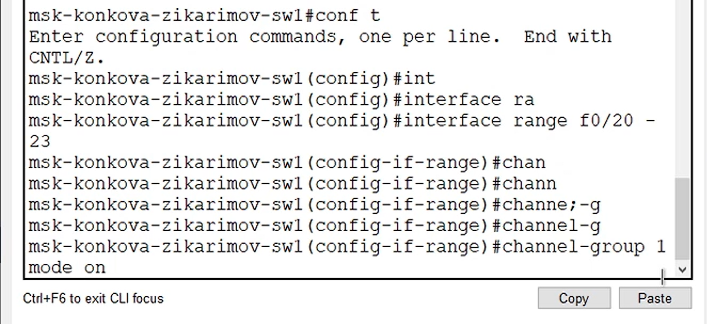 msk-konkova-zikarimov-sw1#conf t
Enter configuration commands, one per line.  End with
CNTL/Z.
msk-konkova-zikarimov-sw1(config)#int
msk-konkova-zikarimov-sw1(config)#interface ra
msk-konkova-zikarimov-sw1(config)#interface range f0/20 -
23
msk-konkova-zikarimov-sw1(config-if-range)#chan
msk-konkova-zikarimov-sw1(config-if-range)#chann
msk-konkova-zikarimov-sw1(config-if-range)#channe;-g
msk-konkova-zikarimov-sw1(config-if-range)#channel-g
msk-konkova-zikarimov-sw1(config-if-range)#channel-group 1
mode on
Ctrl+F6 to exit CLI focus
Copy
Paste